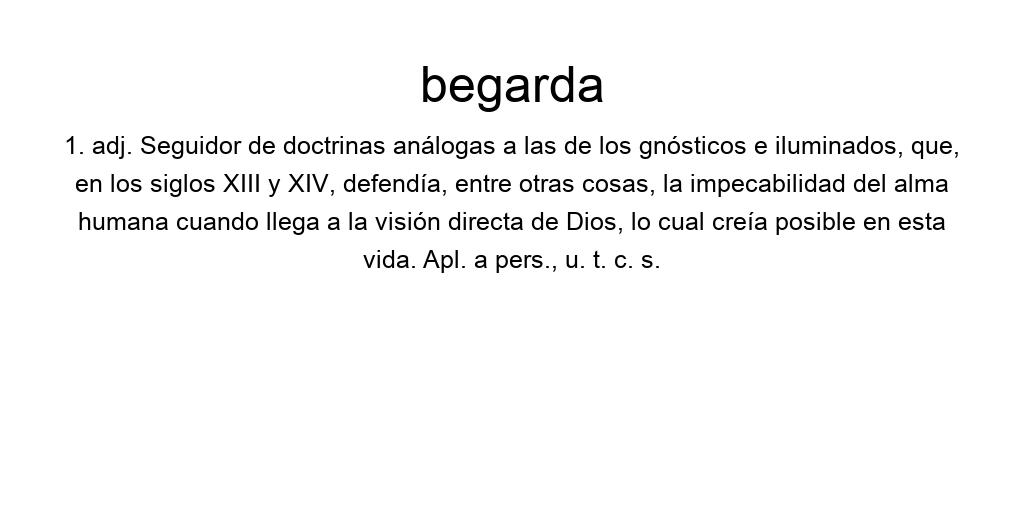 begarda
1. adj. Seguidor de doctrinas análogas a las de los gnósticos e iluminados, que,
en los siglos XIII y XIV, defendía, entre otras cosas, la impecabilidad del alma
humana cuando llega a la visión directa de Dios, lo cual creía posible en esta
vida. Apl. a pers., u. t. c. s.